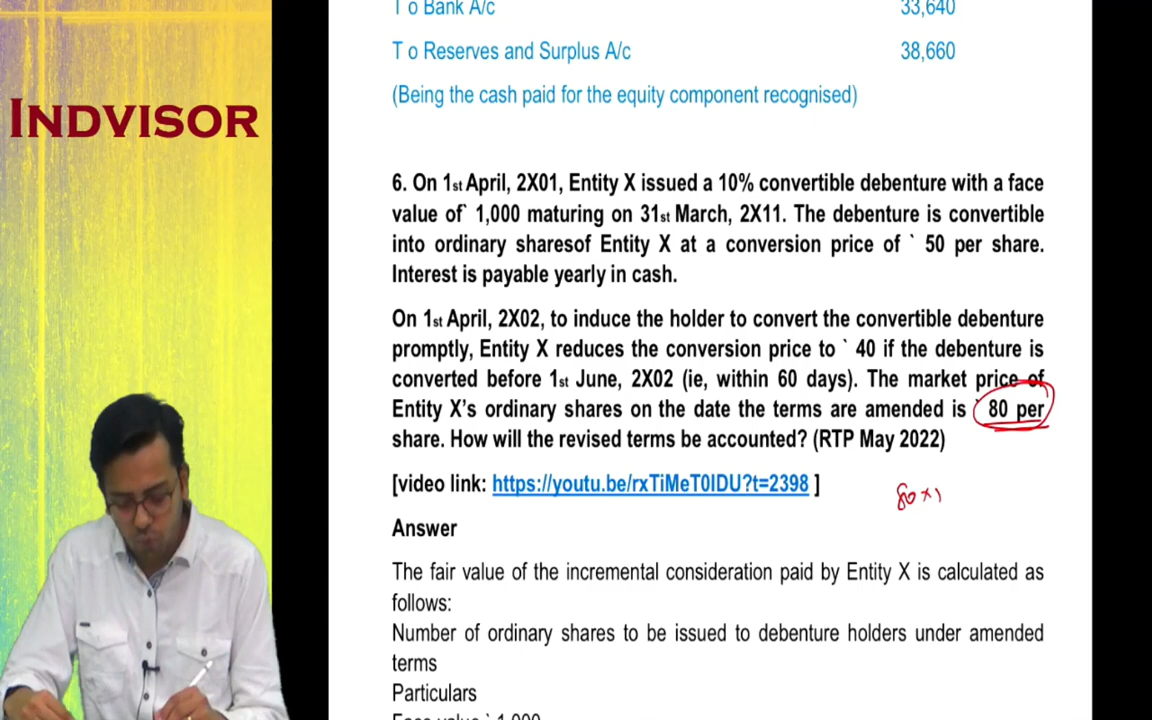 INDVISOR
T o Bank A/c 33,640
T o Reserves and Surplus A/c 38,660
(Being the cash paid for the equity component recognised)
6. On 1st April, 2X01, Entity X issued a 10% convertible debenture with a face
value of` 1,000 maturing on 31st March, 2X11. The debenture is convertible
into ordinary sharesof Entity X at a conversion price of ` 50 per share.
Interest is payable yearly in cash.
On 1st April, 2X02, to induce the holder to convert the convertible debenture
promptly, Entity X reduces the conversion price to ` 40 if the debenture is
converted before 1st June, 2X02 (ie, within 60 days). The market price of
Entity X's ordinary shares on the date the terms are amended is ` 80 per
share. How will the revised terms be accounted? (RTP May 2022)
[video link: https://youtu.be/rxTiMeT0IDU?t=2398 ]
80 ×
Answer
The fair value of the incremental consideration paid by Entity X is calculated as
follows:
Number of ordinary shares to be issued to debenture holders under amended
terms
Particulars
Face value ` 1,000